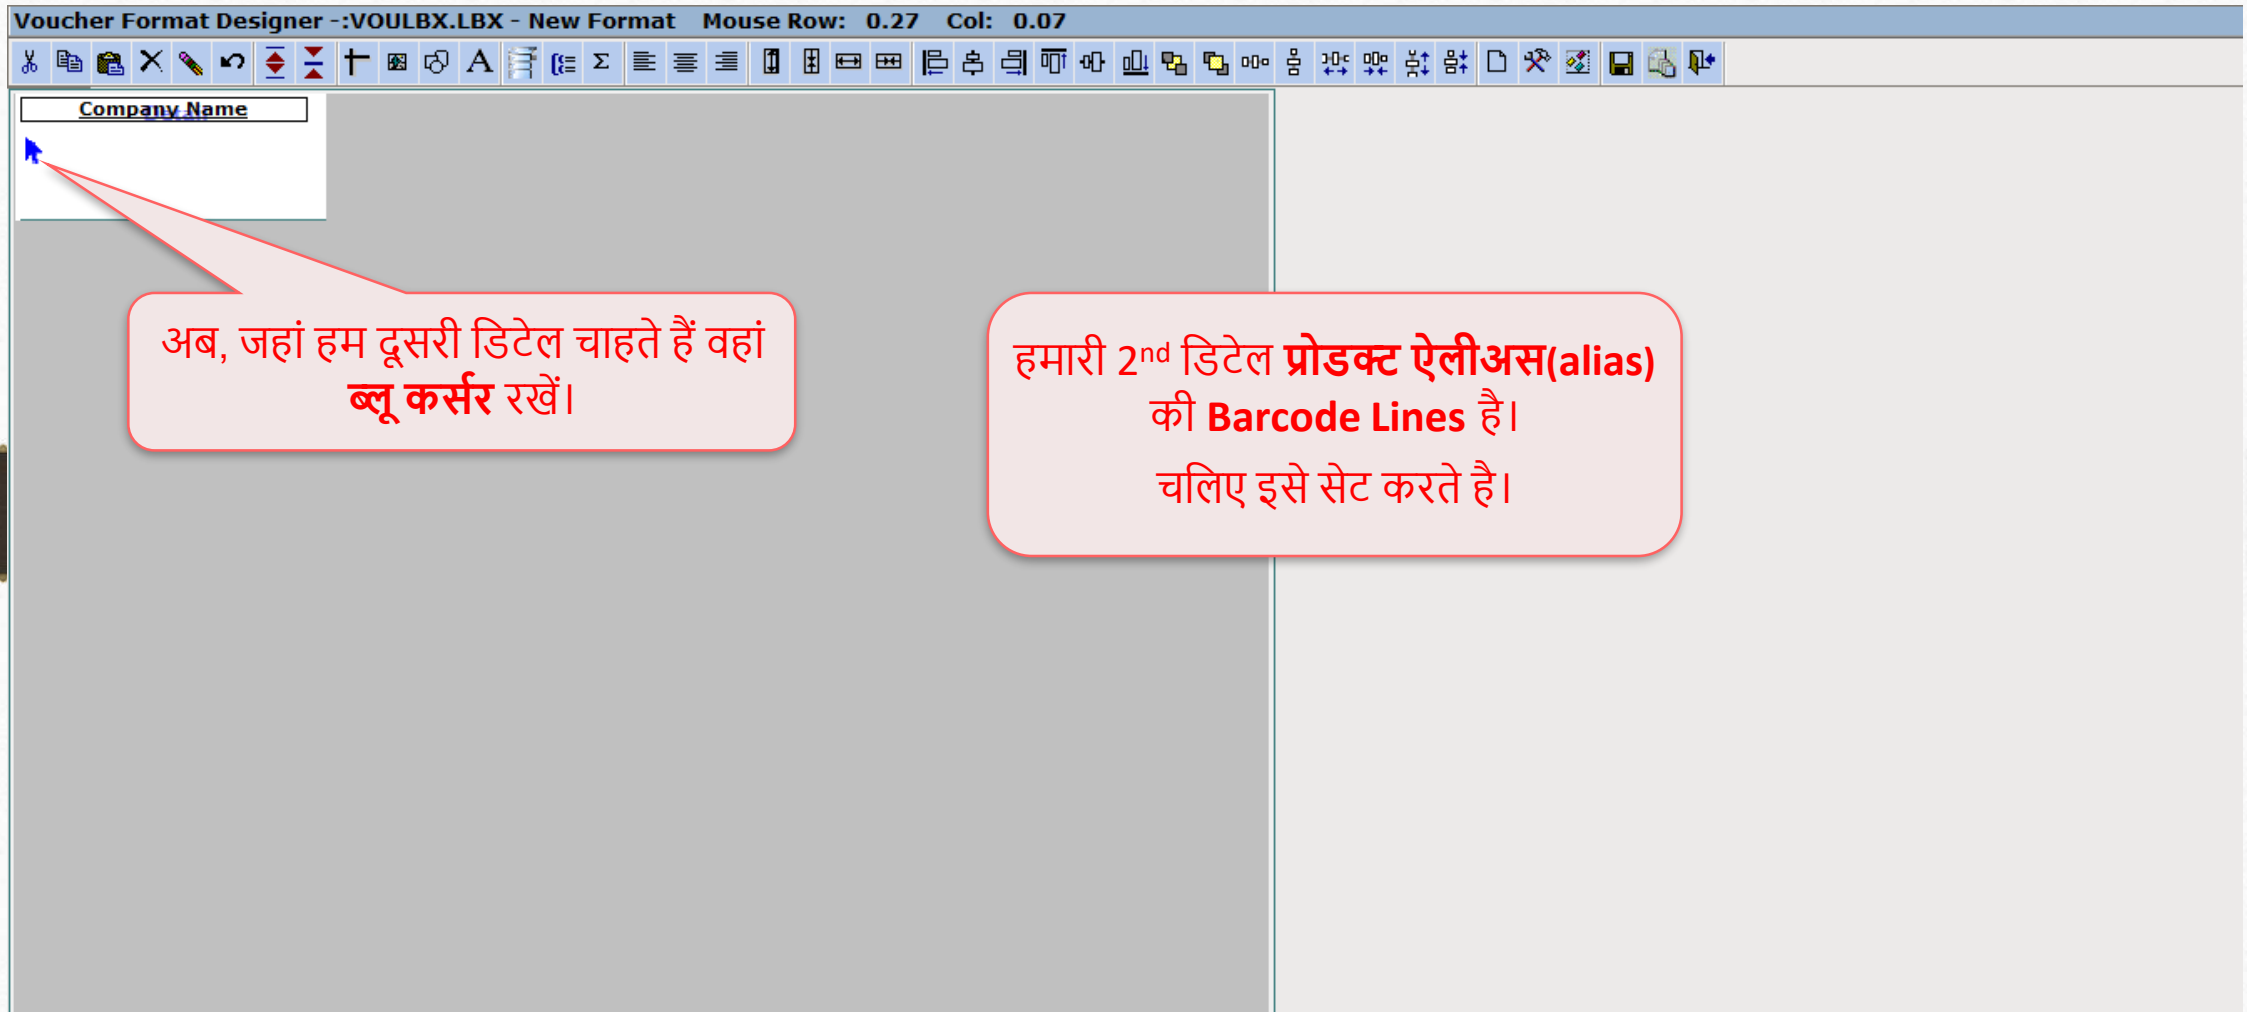 Voucher Format Designer -:VOULBX.LBX - New Format Mouse Row: 0.27 Col: 0.07
Company Name
अब, जहां हम दूसरी डिटेल चाहते हैं वहां
ब्लू कर्सर रखें।
हमारी 2nd डिटेल प्रोडक्ट ऐलीअस(alias)
की Barcode Lines है।
चलिए इसे सेट करते है।